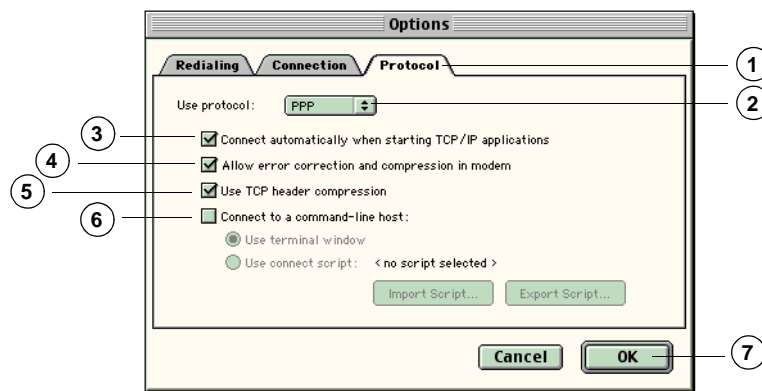 Options
Redialing Connection Protocol 1
Use protocol: PPP 2
3 Connect automatically when starting TCP/IP applications
4 Allow error correction and compression in modem
5 Use TCP header compression
6 Connect to a command-line host:
Use terminal window
Use connect script: < no script selected >
Import Script... Export Script...
Cancel OK 7